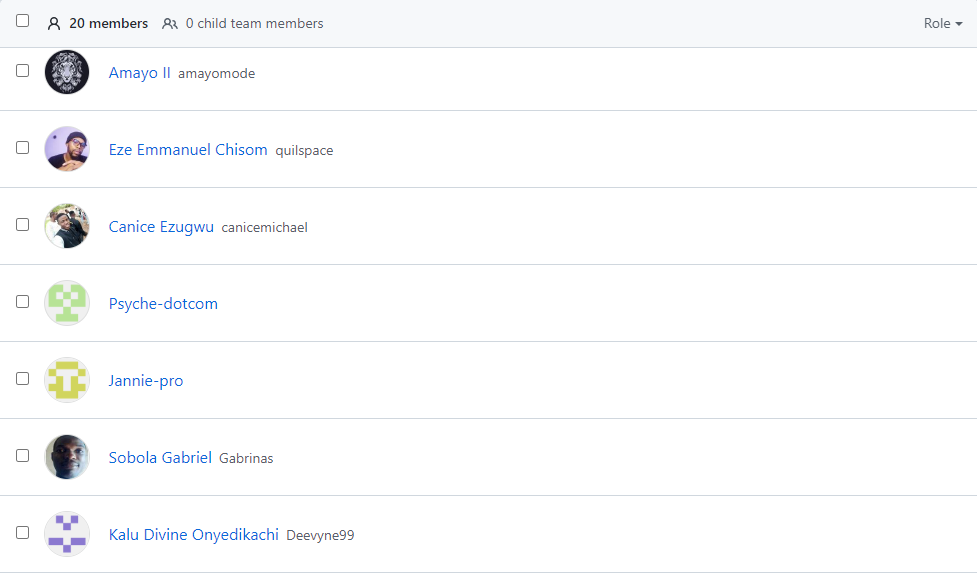 20 members 0 child team members Role
Amayo II amayomode
Eze Emmanuel Chisom quilspace
Canice Ezugwu canicemichael
Psyche-dotcom
Jannie-pro
Sobola Gabriel Gabrinas
Kalu Divine Onyedikachi Deevyne99